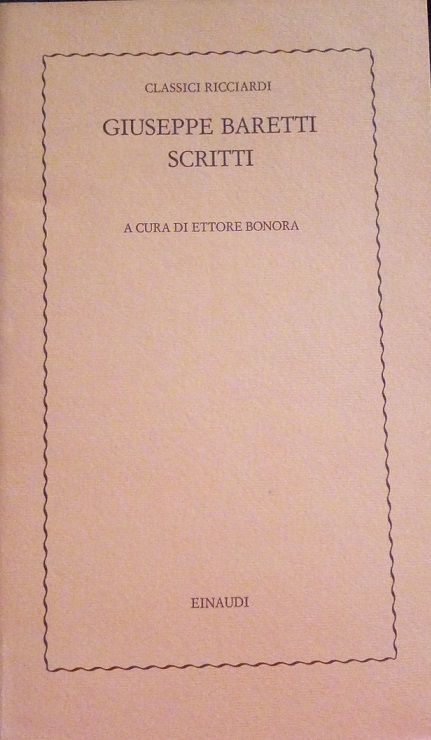 CLASSICI RICCIARDI
GIUSEPPE BARETTI
SCRITTI
A CURA DI ETTORE BONORA
EINAUDI